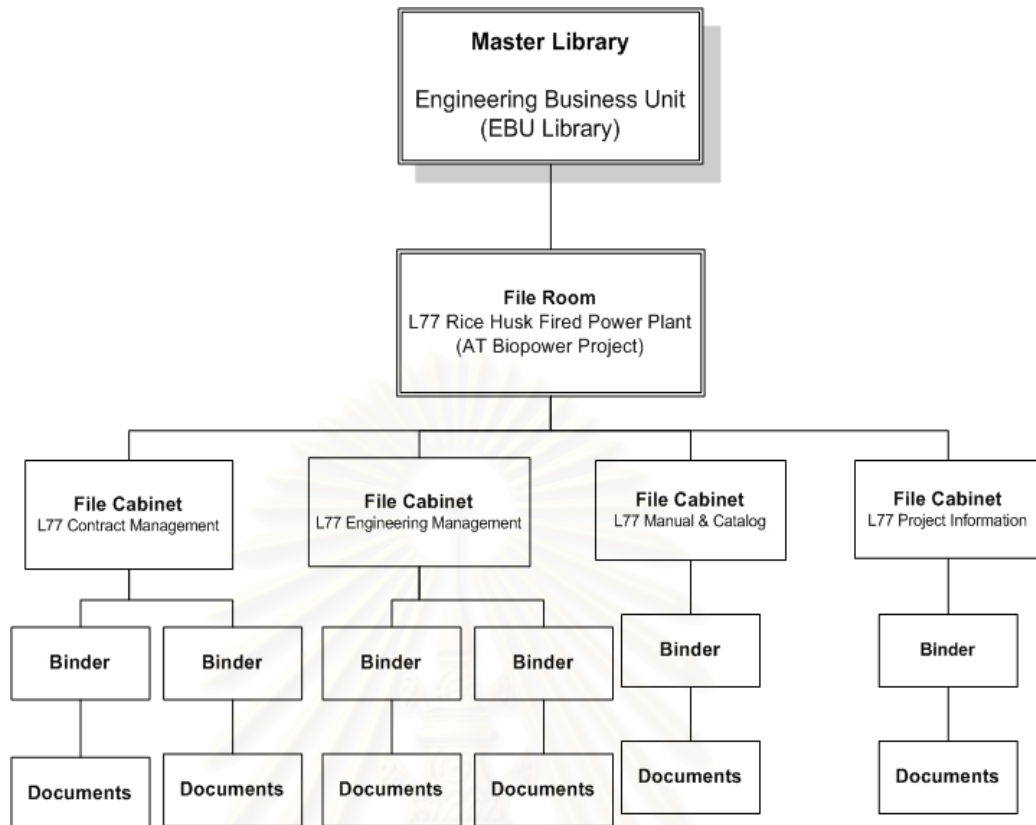 Master Library
Engineering Business Unit
(EBU Library)
File Room
L77 Rice Husk Fired Power Plant
(AT Biopower Project)
File Cabinet
L77 Contract Management
File Cabinet
L77 Engineering Management
File Cabinet
L77 Manual & Catalog
File Cabinet
L77 Project Information
Binder
Binder
Binder
Binder
Binder
Binder
Documents
Documents
Documents
Documents
Documents
Documents